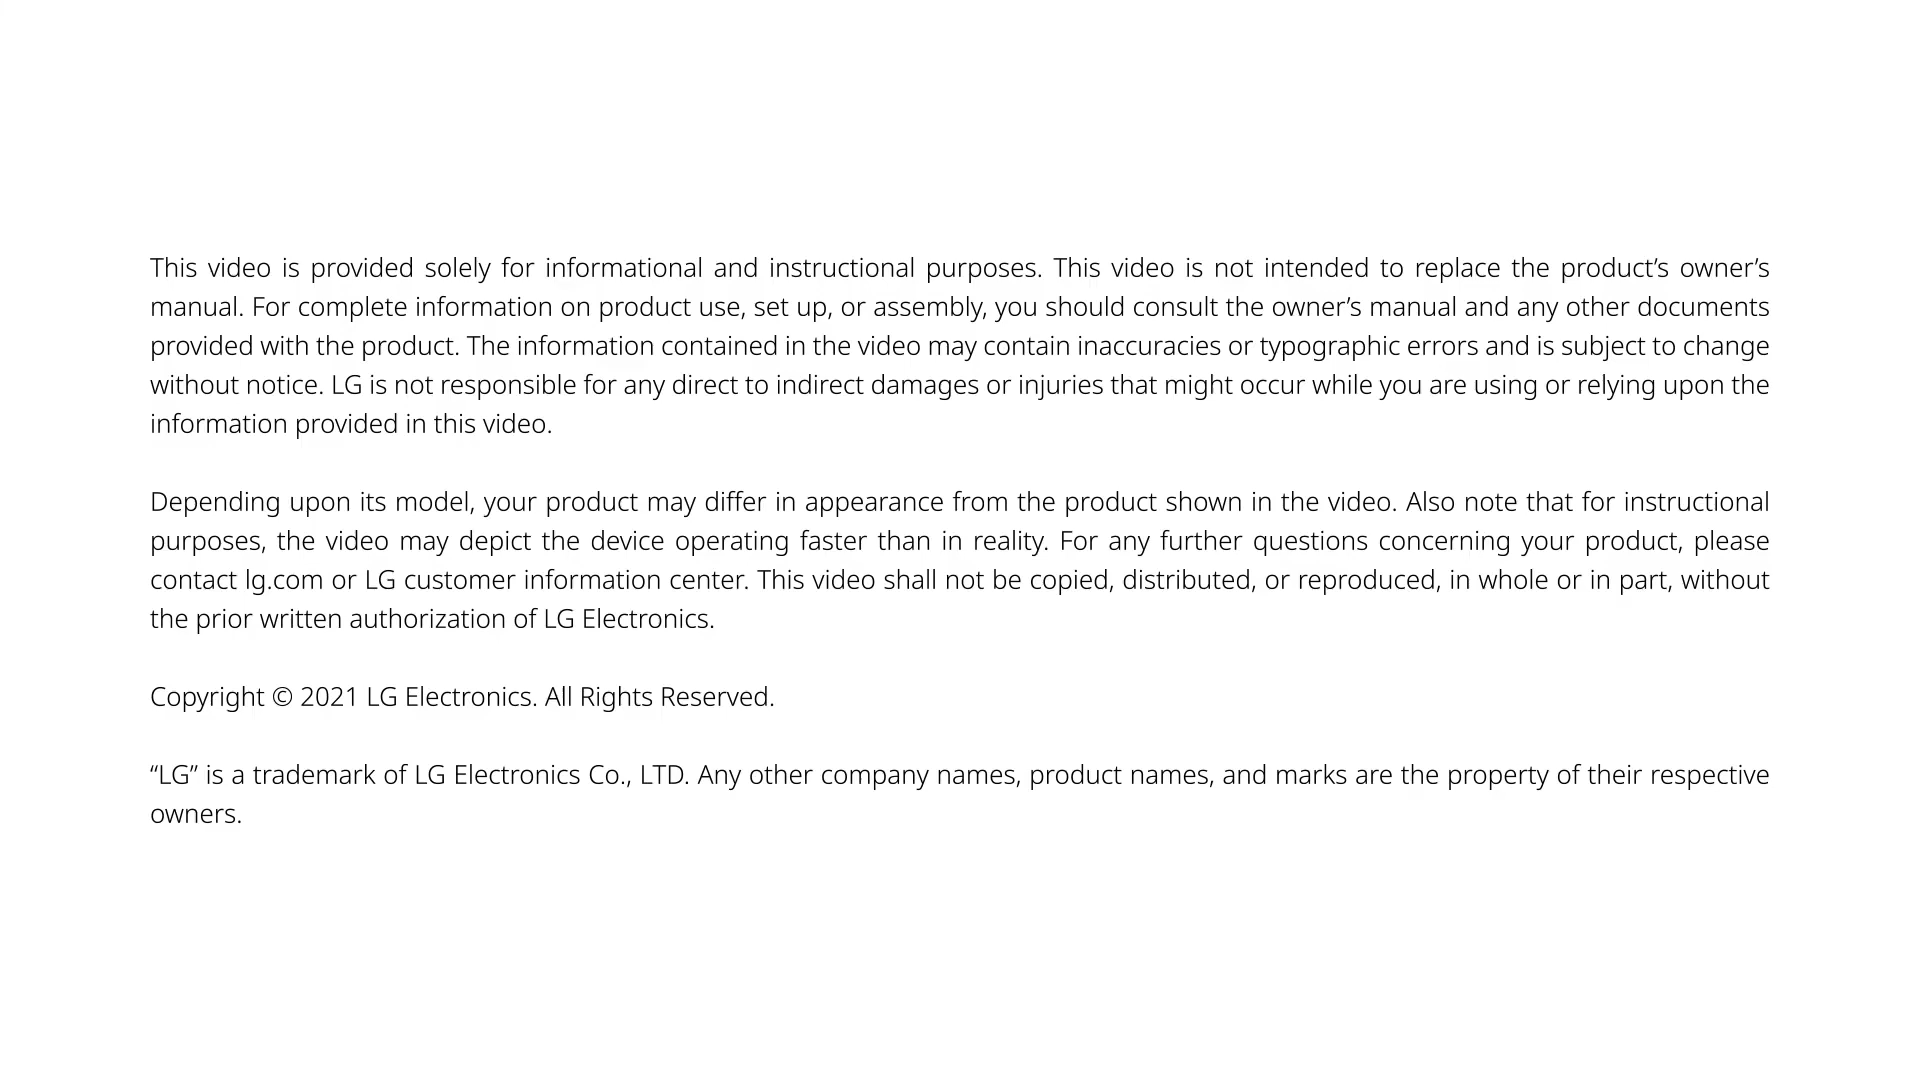 This video is provided solely for informational and instructional purposes. This video is not intended to replace the product’s owner’s
manual. For complete information on product use, set up, or assembly, you should consult the owner’s manual and any other documents
provided with the product. The information contained in the video may contain inaccuracies or typographic errors and is subject to change
without notice. LG is not responsible for any direct to indirect damages or injuries that might occur while you are using or relying upon the
information provided in this video.
Depending upon its model, your product may differ in appearance from the product shown in the video. Also note that for instructional
purposes, the video may depict the device operating faster than in reality. For any further questions concerning your product, please
contact lg.com or LG customer information center. This video shall not be copied, distributed, or reproduced, in whole or in part, without
the prior written authorization of LG Electronics.
Copyright © 2021 LG Electronics. All Rights Reserved.
“LG” is a trademark of LG Electronics Co., LTD. Any other company names, product names, and marks are the property of their respective
owners.